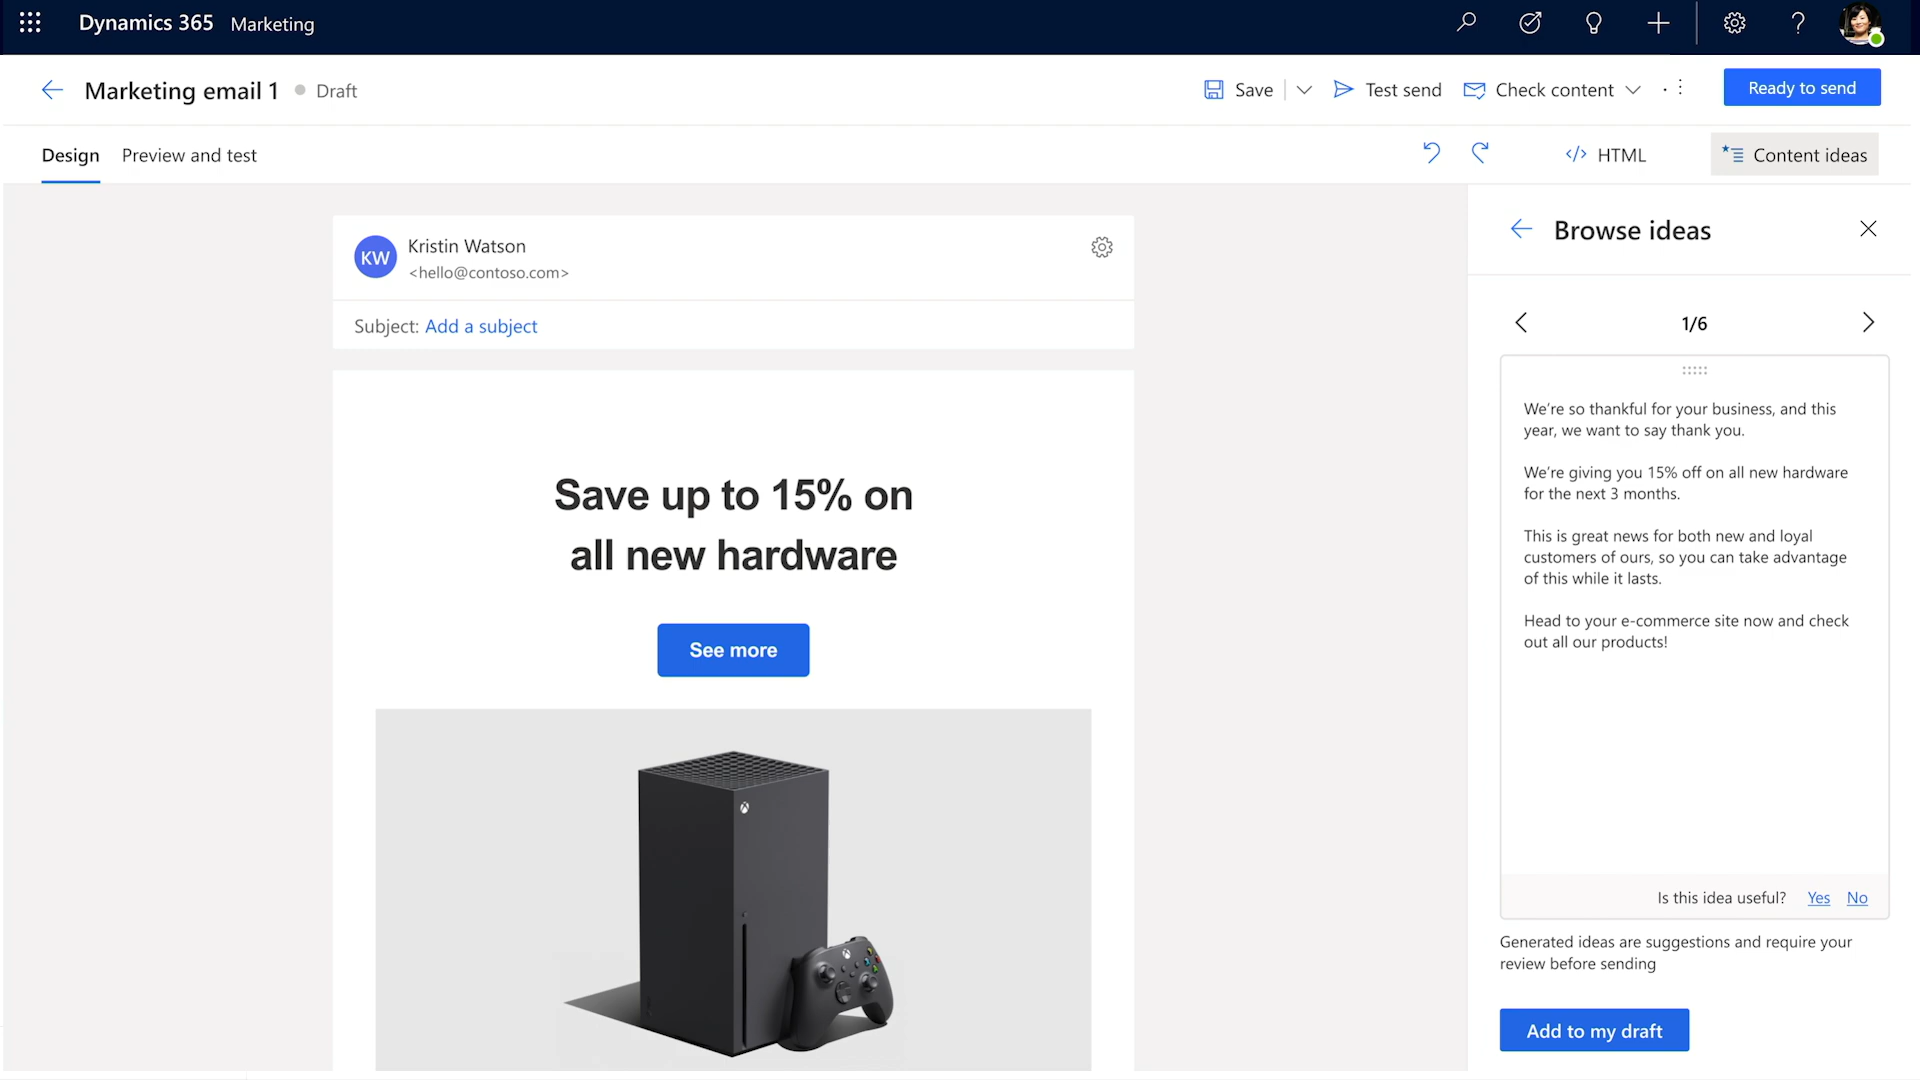 Dynamics 365 Marketing
Marketing email 1 Draft
Save Test send Check content Ready to send
Design Preview and test
</> HTML Content ideas
KW
Kristin Watson
<hello@contoso.com>
Subject: Add a subject
Save up to 15% on
all new hardware
See more
Browse ideas
1/6
We’re so thankful for your business, and this
year, we want to say thank you.
We’re giving you 15% off on all new hardware
for the next 3 months.
This is great news for both new and loyal
customers of ours, so you can take advantage
of this while it lasts.
Head to your e-commerce site now and check
out all our products!
Is this idea useful? Yes No
Generated ideas are suggestions and require your
review before sending
Add to my draft